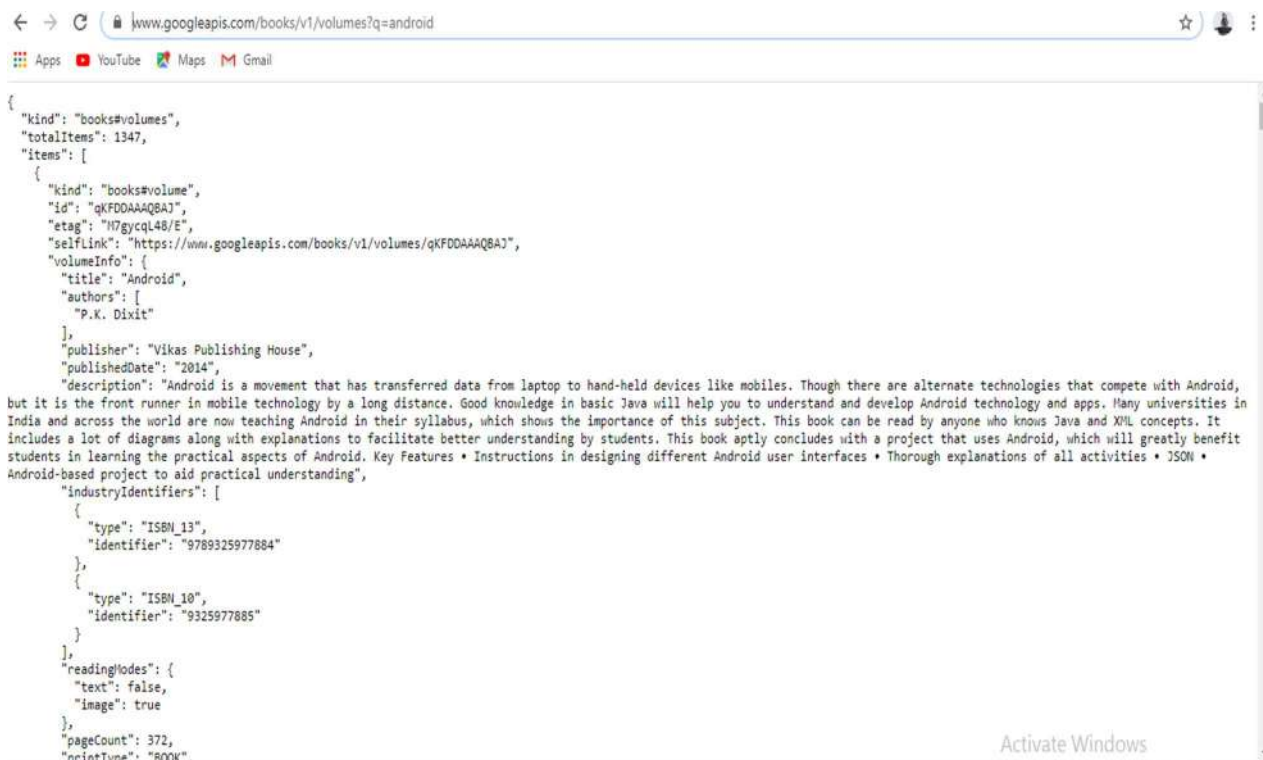 www.googleapis.com/books/v1/volumes?q=android
Apps YouTube Maps Gmail
{
"kind": "books#volumes",
"totalItems": 1347,
"items": [
{
"kind": "books#volume",
"id": "qKFDDAAAQBAJ",
"etag": "M7gycqL48/E",
"selfLink": "https://www.googleapis.com/books/v1/volumes/qKFDDAAAQBAJ",
"volumeInfo": {
"title": "Android",
"authors": [
"P.K. Dixit"
],
"publisher": "Vikas Publishing House",
"publishedDate": "2014",
"description": "Android is a movement that has transferred data from laptop to hand-held devices like mobiles. Though there are alternate technologies that compete with Android,
but it is the front runner in mobile technology by a long distance. Good knowledge in basic Java will help you to understand and develop Android technology and apps. Many universities in
India and across the world are now teaching Android in their syllabus, which shows the importance of this subject. This book can be read by anyone who knows Java and XML concepts. It
includes a lot of diagrams along with explanations to facilitate better understanding by students. This book aptly concludes with a project that uses Android, which will greatly benefit
students in learning the practical aspects of Android. Key Features • Instructions in designing different Android user interfaces • Thorough explanations of all activities • JSON •
Android-based project to aid practical understanding",
"industryIdentifiers": [
{
"type": "ISBN_13",
"identifier": "9789325977884"
},
{
"type": "ISBN_10",
"identifier": "9325977885"
}
],
"readingModes": {
"text": false,
"image": true
},
"pageCount": 372,
"printType": "BOOK"
Activate Windows